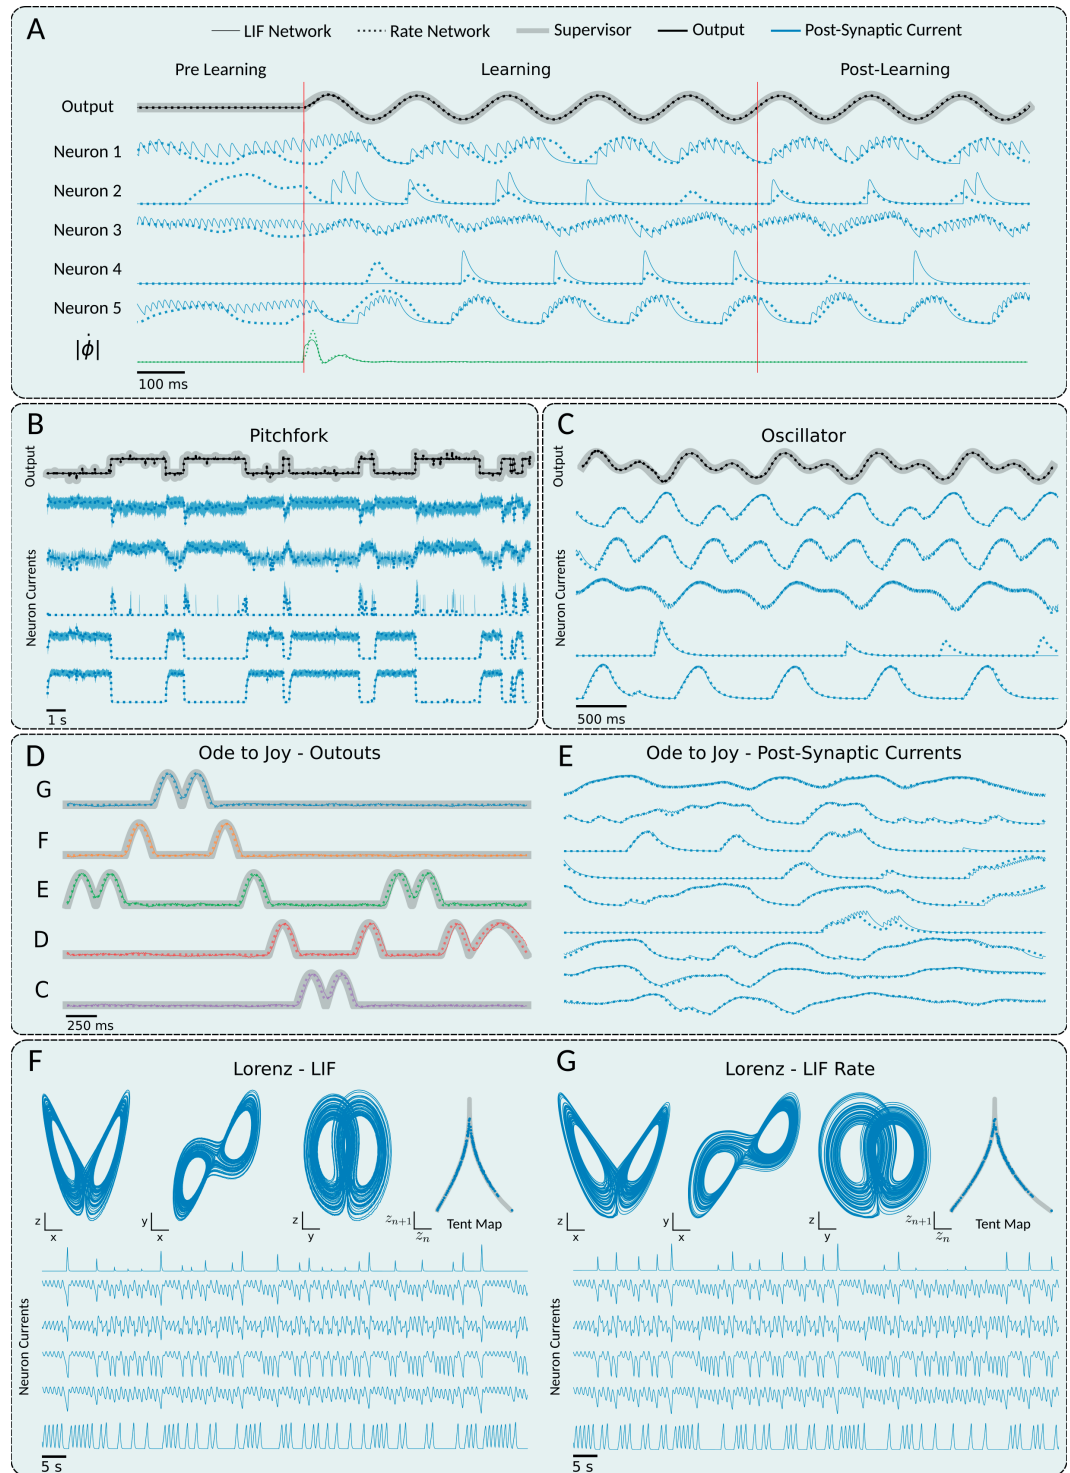 A
LIF Network Rate Network Supervisor Output Post-Synaptic Current
Pre Learning Learning Post-Learning
Output
Neuron 1
Neuron 2
Neuron 3
Neuron 4
Neuron 5
|ϕ̇|
100 ms
B
Pitchfork
Output
Neuron Currents
1 s
C
Oscillator
Output
Neuron Currents
500 ms
D
Ode to Joy - Outouts
G
F
E
D
C
250 ms
E
Ode to Joy - Post-Synaptic Currents
F
Lorenz - LIF
z
x
y
x
z
y
z_{n+1}
z_n
Tent Map
Neuron Currents
5 s
G
Lorenz - LIF Rate
z
x
y
x
z
y
z_{n+1}
z_n
Tent Map
Neuron Currents
5 s